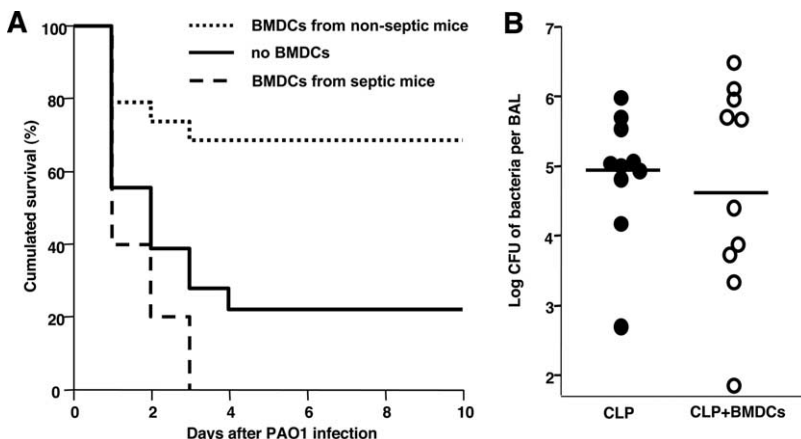 A
BMDCs from non-septic mice
no BMDCs
BMDCs from septic mice
Cumulated survival (%)
100
80
60
40
20
0
0 2 4 6 8 10
Days after PAO1 infection
B
Log CFU of bacteria per BAL
7
6
5
4
3
2
CLP CLP+BMDCs